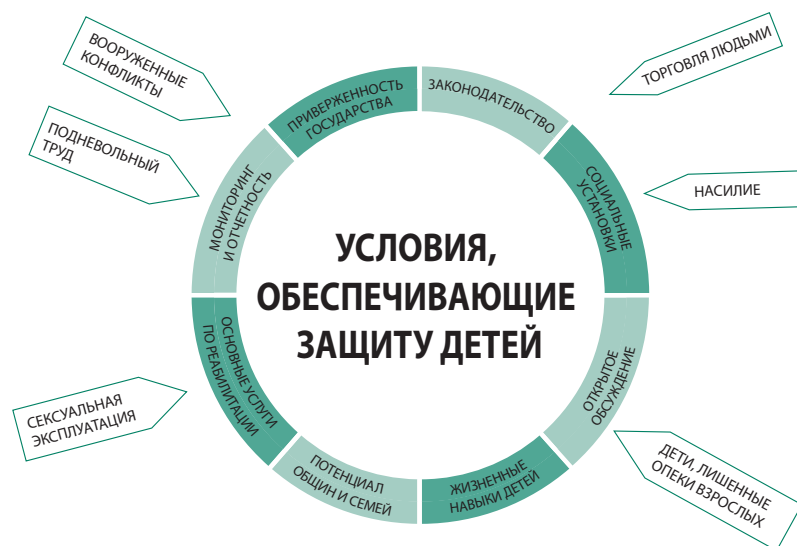 ВООРУЖЕННЫЕ
КОНФЛИКТЫ
ПОДНЕВОЛЬНЫЙ
ТРУД
СЕКСУАЛЬНАЯ
ЭКСПЛУАТАЦИЯ
ТОРГОВЛЯ ЛЮДЬМИ
НАСИЛИЕ
ДЕТИ, ЛИШЕННЫЕ
ОПЕКИ ВЗРОСЛЫХ
ПРИВЕРЖЕННОСТЬ
ГОСУДАРСТВА
ЗАКОНОДАТЕЛЬСТВО
СОЦИАЛЬНЫЕ
УСТАНОВКИ
ОТКРЫТОЕ
ОБСУЖДЕНИЕ
ЖИЗНЕННЫЕ
НАВЫКИ ДЕТЕЙ
ПОТЕНЦИАЛ
ОБЩИН И СЕМЕЙ
ОСНОВНЫЕ УСЛУГИ
ПО РЕАБИЛИТАЦИИ
МОНИТОРИНГ
И ОТЧЕТНОСТЬ
УСЛОВИЯ,
ОБЕСПЕЧИВАЮЩИЕ
ЗАЩИТУ ДЕТЕЙ